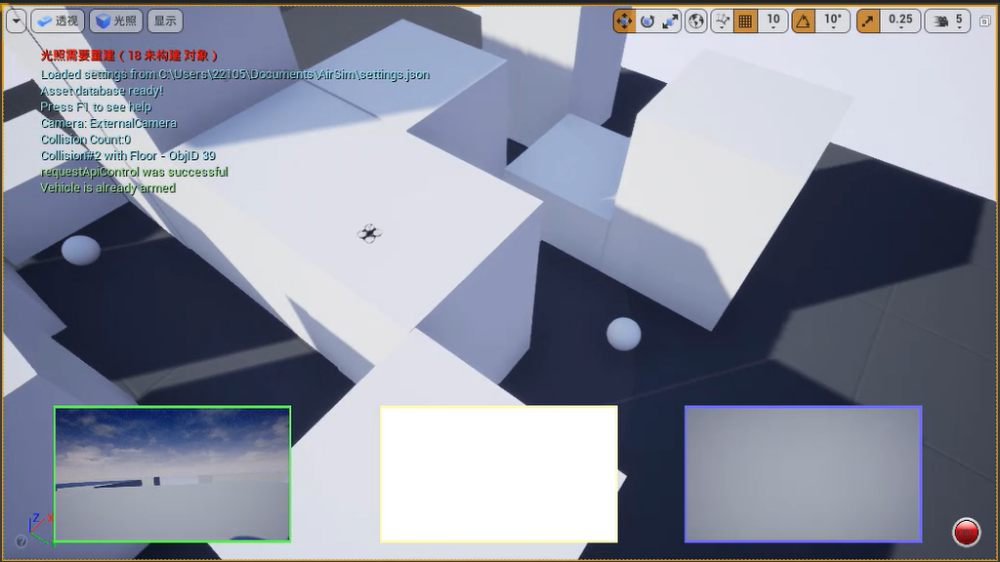 透视 光照 显示 10 10° 0.25 5
光照需要重建 ( 18 未构建 对象 )
Loaded settings from C:\Users\22105\Documents\AirSim\settings.json
Asset database ready!
Press F1 to see help
Camera: ExternalCamera
Collision Count:0
Collision#2 with Floor - ObjID 39
requestApiControl was successful
Vehicle is already armed
Z X
?